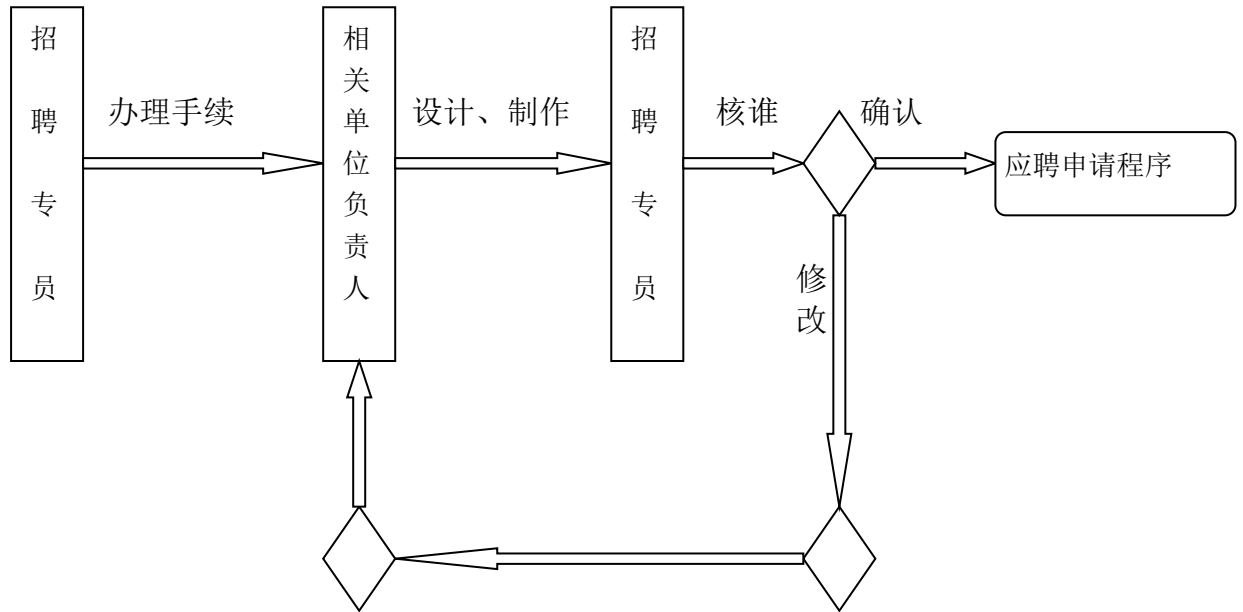 招聘专员
办理手续
相关单位负责人
设计、制作
招聘专员
核谁
确认
应聘申请程序
修改